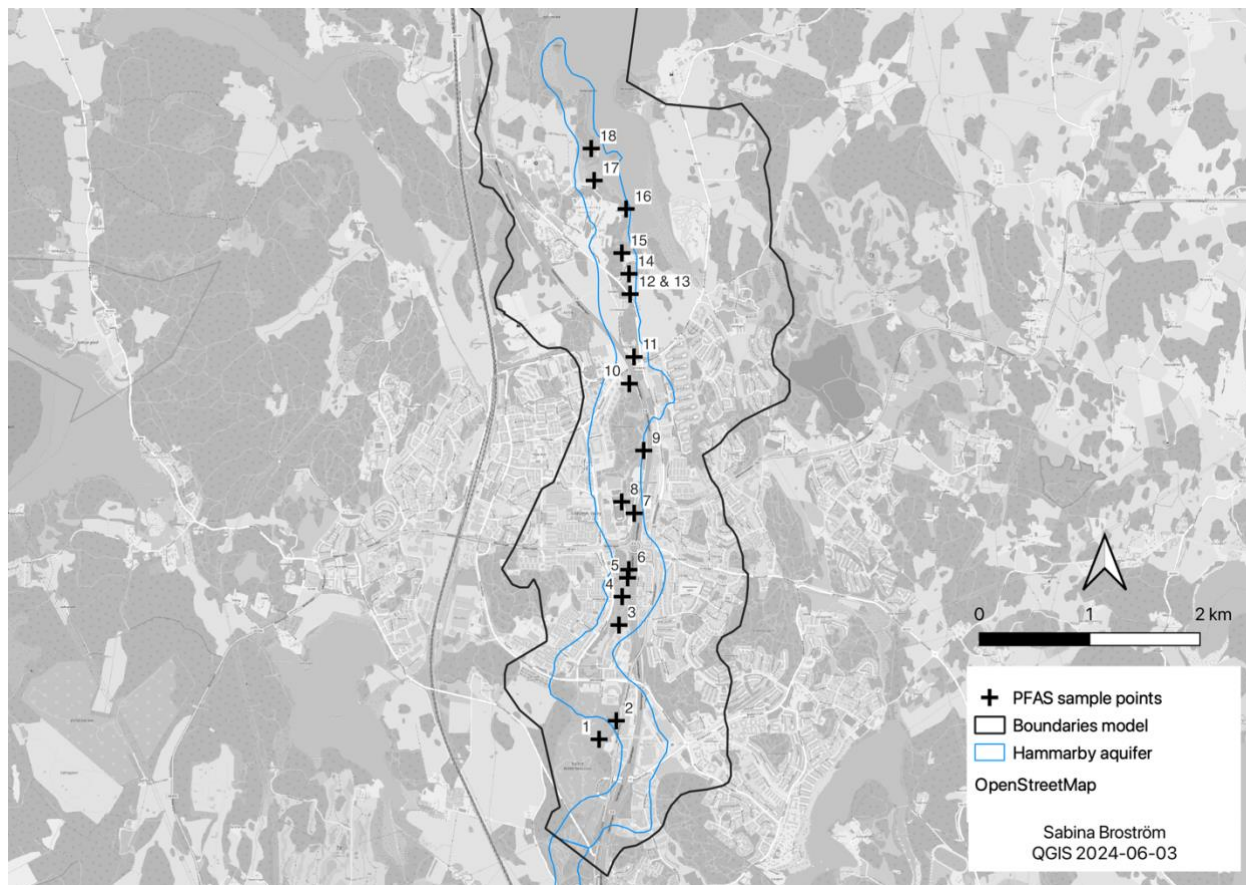 18
17
16
15
14
12 & 13
11
10
9
8
7
6
5
4
3
2
1
0 1 2 km
PFAS sample points
Boundaries model
Hammarby aquifer
OpenStreetMap
Sabina Broström
QGIS 2024-06-03